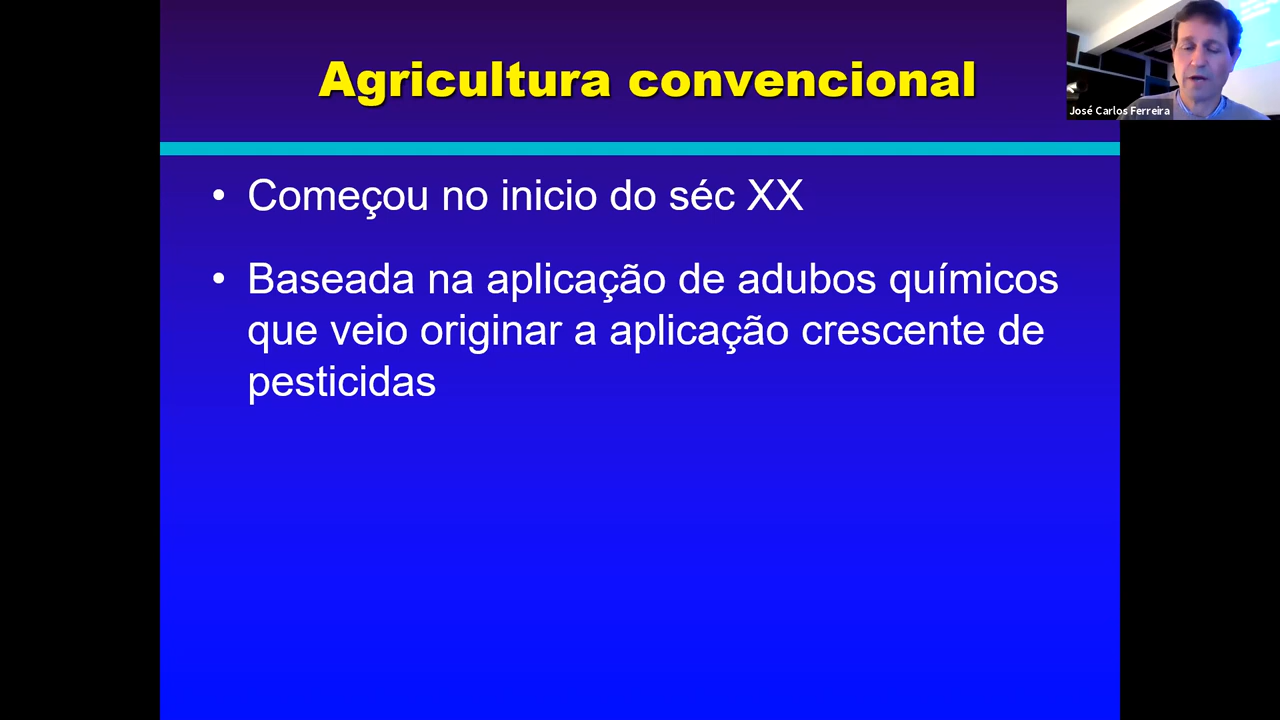 Agricultura convencional
José Carlos Ferreira
• Começou no inicio do séc XX
• Baseada na aplicação de adubos químicos
que veio originar a aplicação crescente de
pesticidas